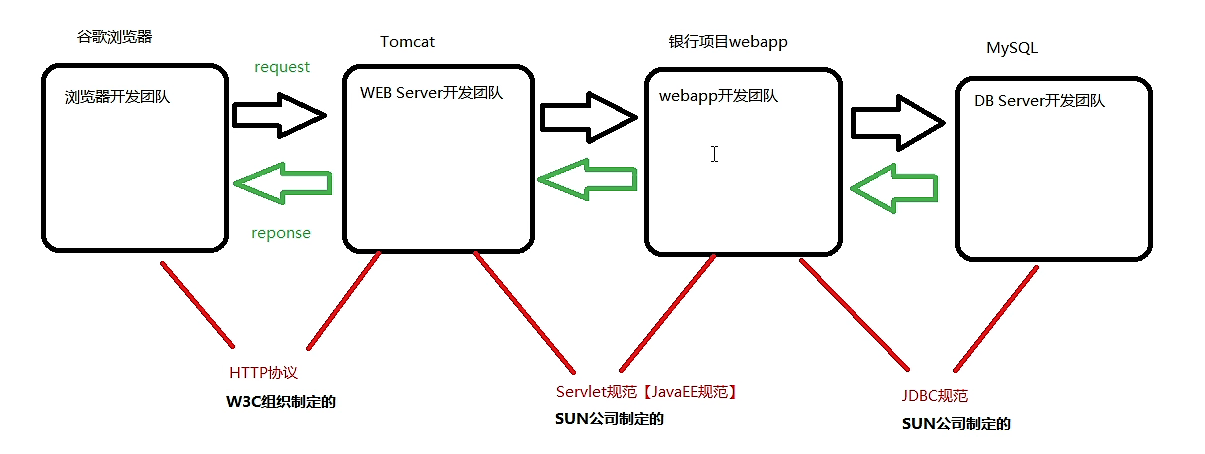 谷歌浏览器
Tomcat
银行项目webapp
MySQL
浏览器开发团队
request
WEB Server开发团队
webapp开发团队
DB Server开发团队
reponse
HTTP协议
W3C组织制定的
Servlet规范【JavaEE规范】
SUN公司制定的
JDBC规范
SUN公司制定的